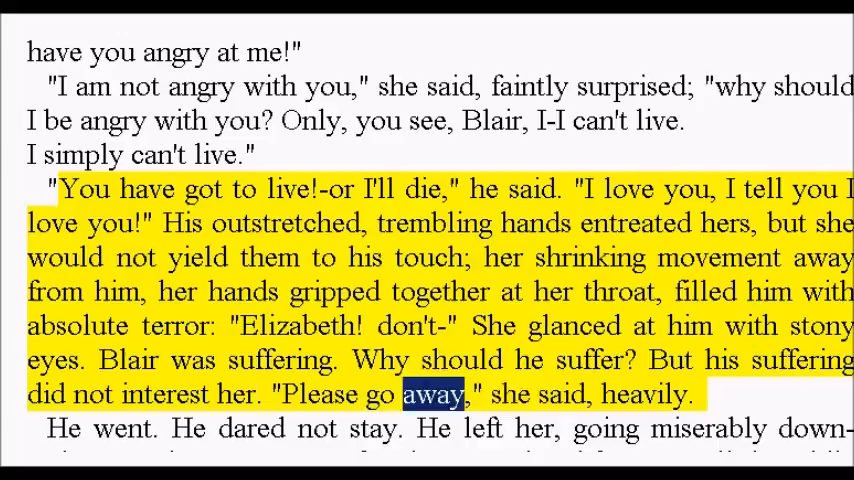 have you angry at me!"
"I am not angry with you," she said, faintly surprised; "why should
I be angry with you? Only, you see, Blair, I-I can't live.
I simply can't live."
"You have got to live!-or I'll die," he said. "I love you, I tell you I
love you!" His outstretched, trembling hands entreated hers, but she
would not yield them to his touch; her shrinking movement away
from him, her hands gripped together at her throat, filled him with
absolute terror: "Elizabeth! don't-" She glanced at him with stony
eyes. Blair was suffering. Why should he suffer? But his suffering
did not interest her. "Please go away," she said, heavily.
He went. He dared not stay. He left her, going miserably down-